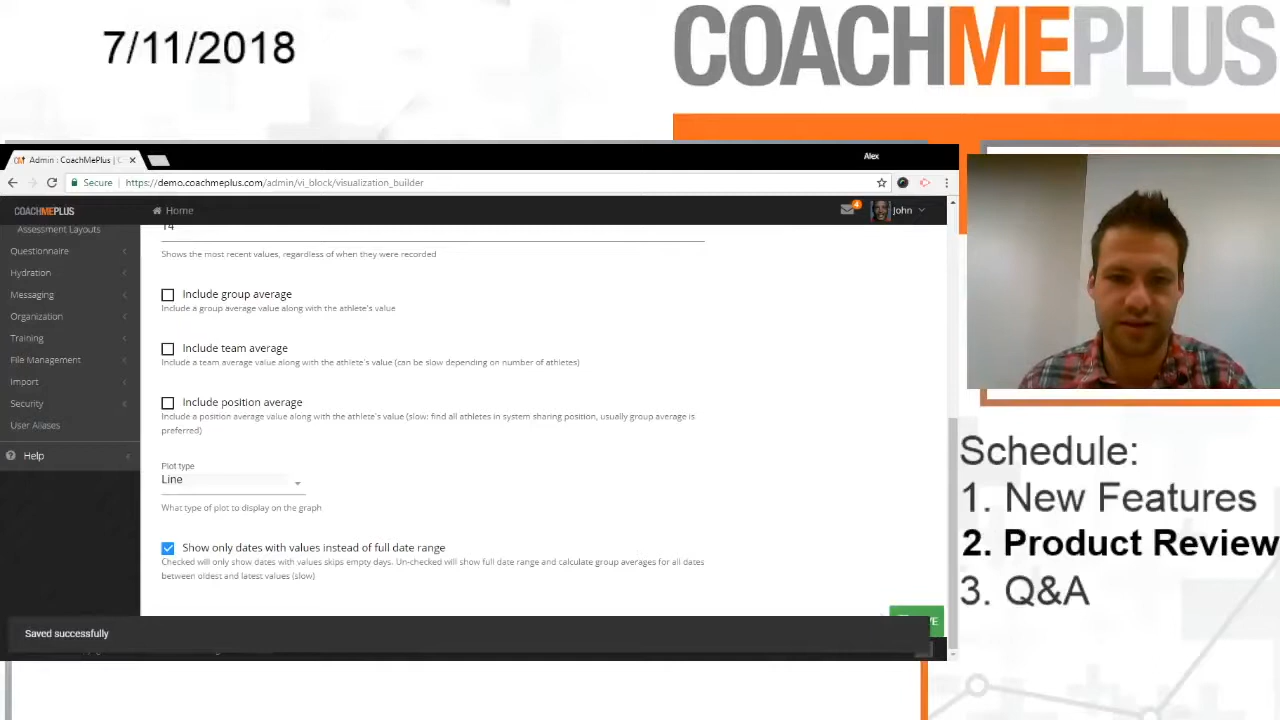 7/11/2018
COACHMEPLUS
Admin : CoachMePlus | C
Alex
Secure
https://demo.coachmeplus.com/admin/vi_block/visualization_builder
COACHMEPLUS
Home
4
John
Assessment Layouts
Questionnaire
Hydration
Messaging
Organization
Training
File Management
Import
Security
User Aliases
Help
14
Shows the most recent values, regardless of when they were recorded
Include group average
Include a group average value along with the athlete's value
Include team average
Include a team average value along with the athlete's value (can be slow depending on number of athletes)
Include position average
Include a position average value along with the athlete's value (slow: find all athletes in system sharing position, usually group average is
preferred)
Plot type
Line
What type of plot to display on the graph
Show only dates with values instead of full date range
Checked will only show dates with values skips empty days. Un-checked will show full date range and calculate group averages for all dates
between oldest and latest values (slow)
Saved successfully
Schedule:
1. New Features
2. Product Review
3. Q&A